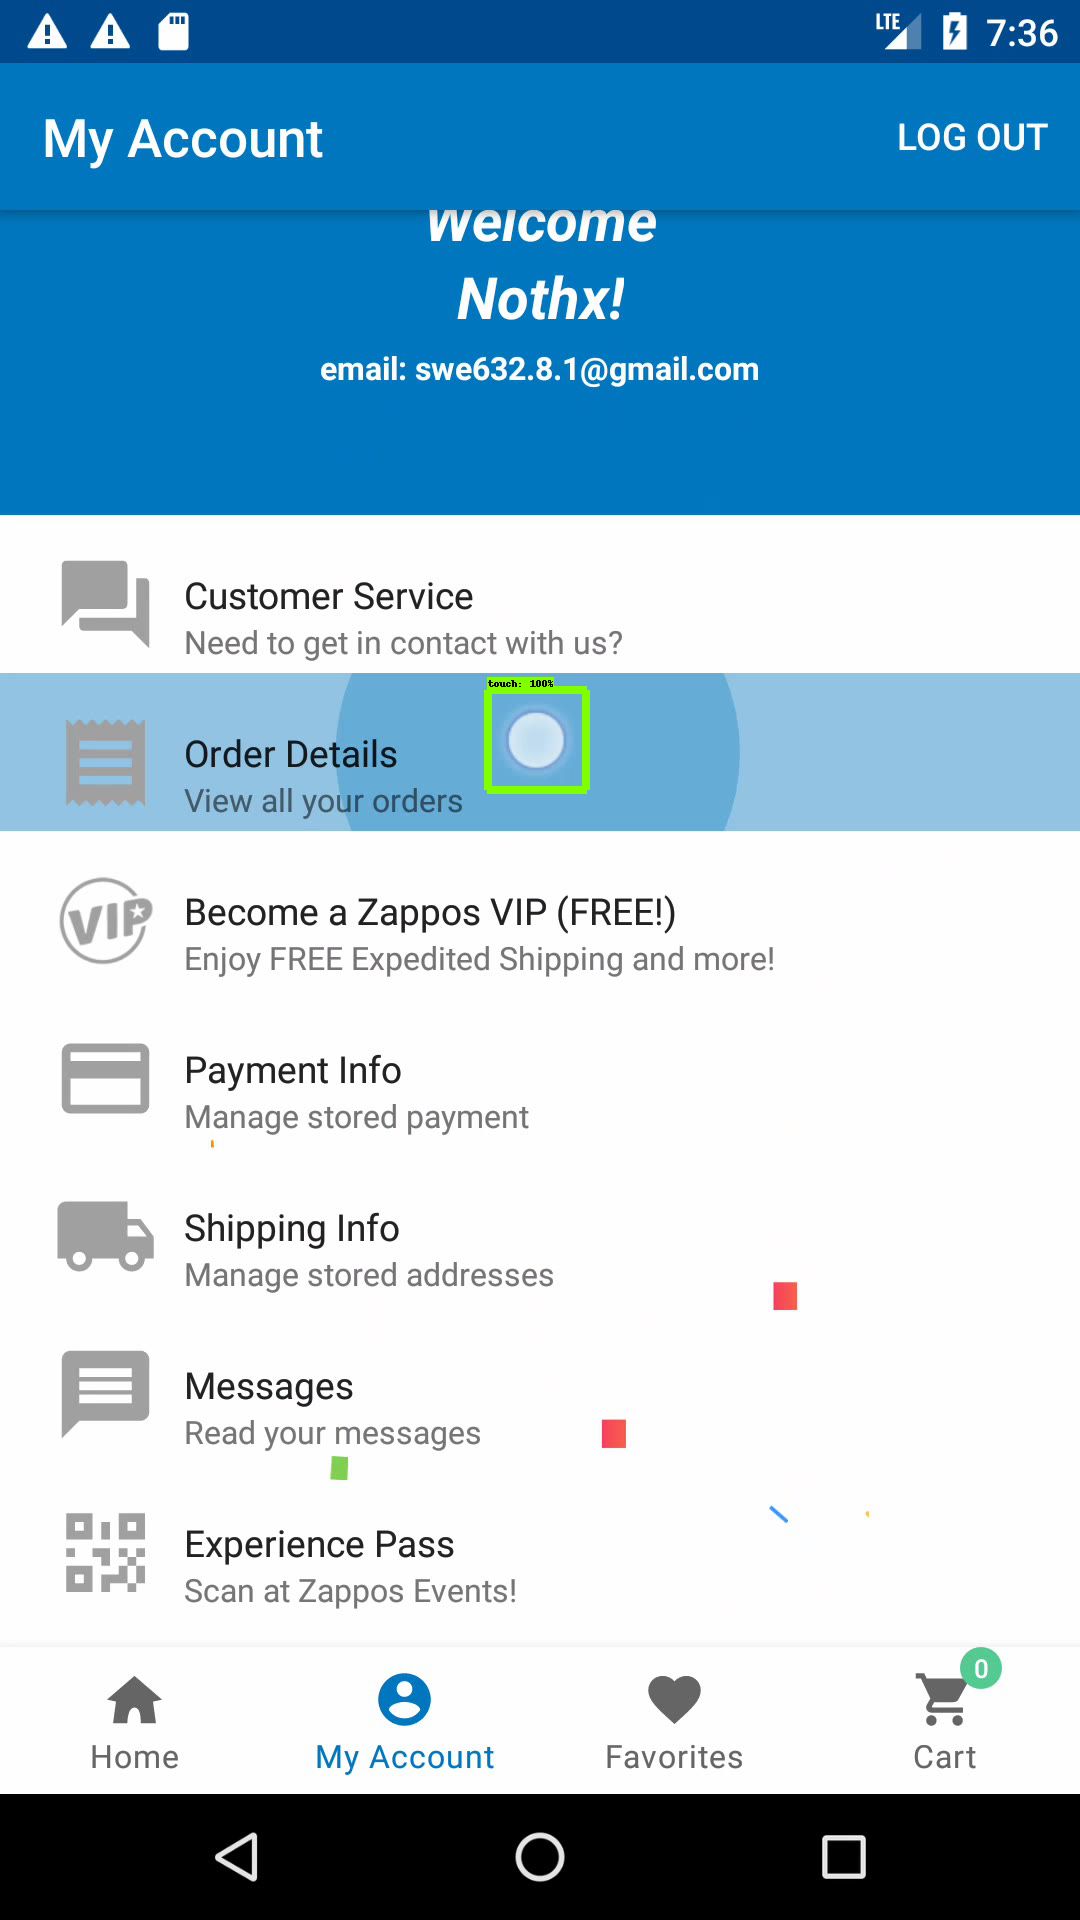 LTE 7:36
My Account LOG OUT
Welcome
Nothx!
email: swe632.8.1@gmail.com
Customer Service
Need to get in contact with us?
touch: 100%
Order Details
View all your orders
VIP
Become a Zappos VIP (FREE!)
Enjoy FREE Expedited Shipping and more!
Payment Info
Manage stored payment
Shipping Info
Manage stored addresses
Messages
Read your messages
Experience Pass
Scan at Zappos Events!
0
Home My Account Favorites Cart